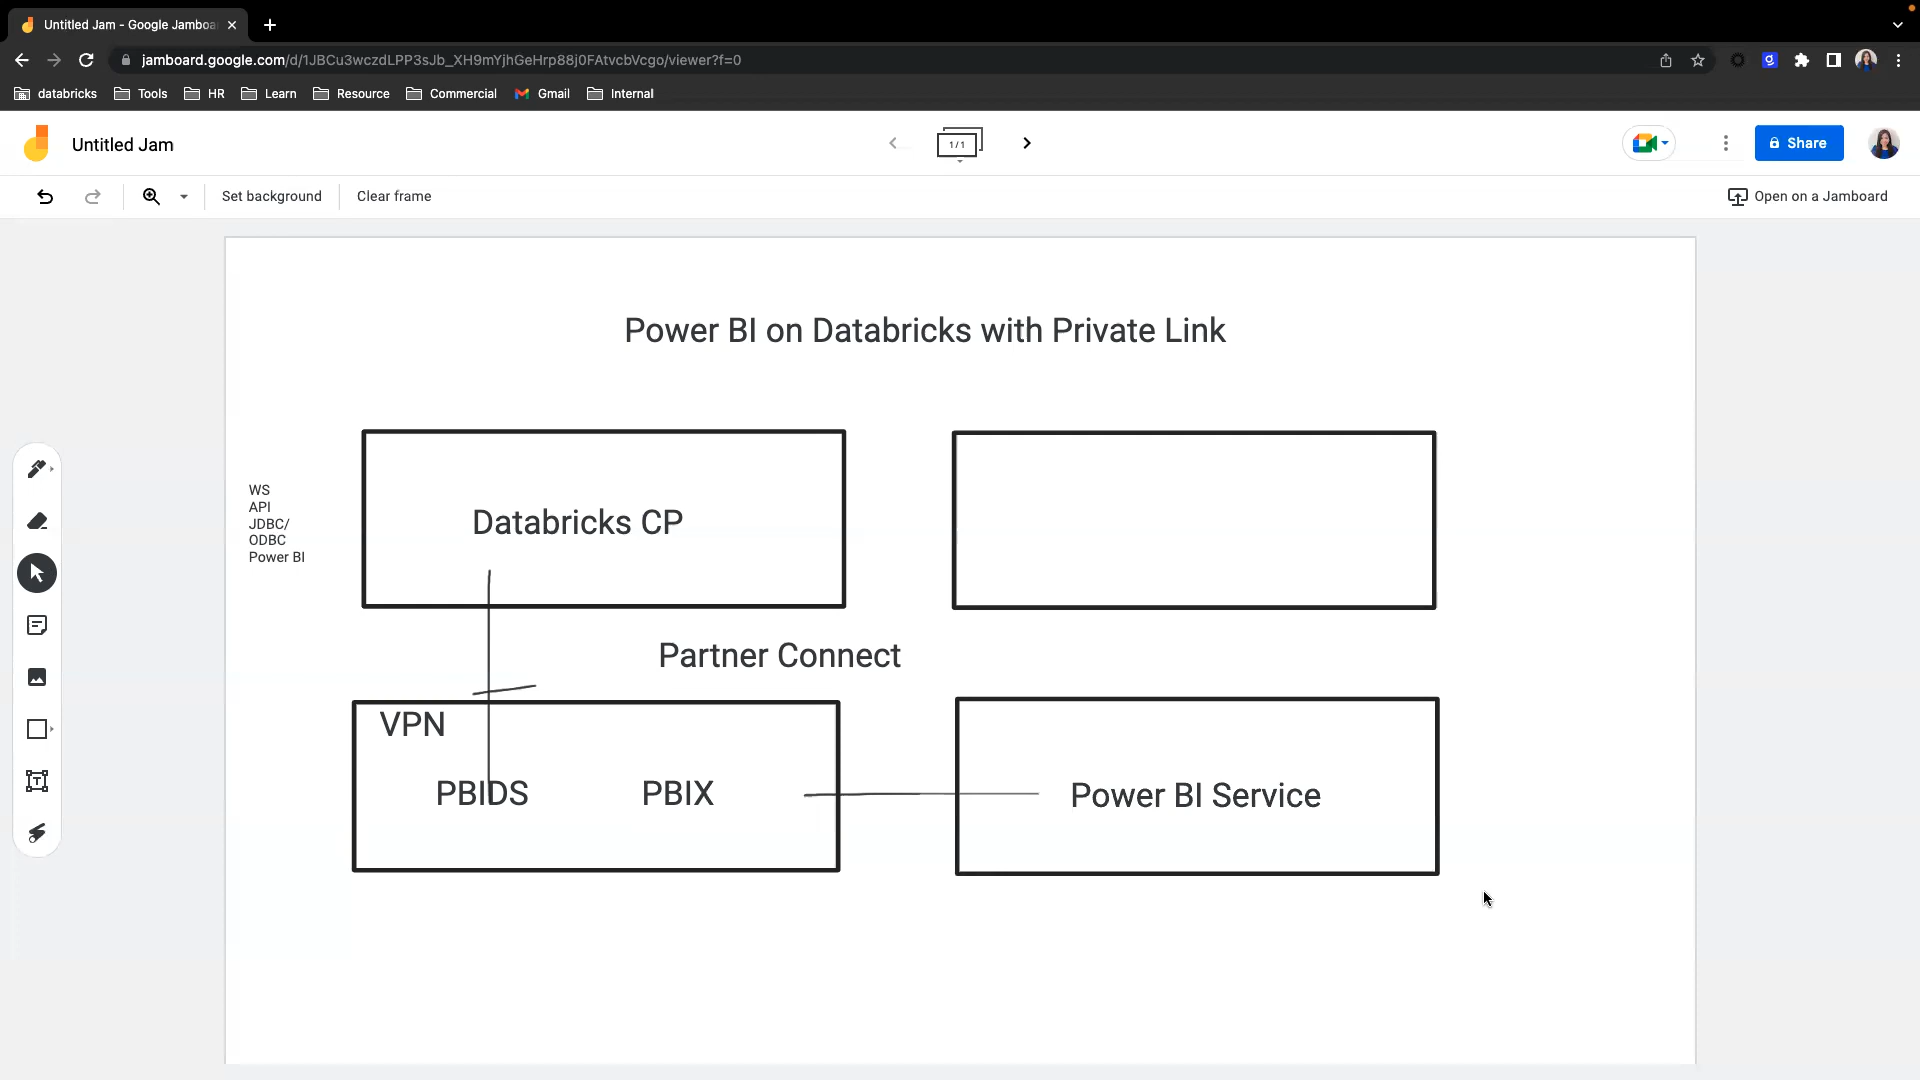 Untitled Jam - Google Jamboa
jamboard.google.com/d/1JBCu3wczdLPP3sJb_XH9mYjhGeHrp88j0FAtvcbVcgo/viewer?f=0
databricks Tools HR Learn Resource Commercial Gmail Internal
Untitled Jam
1/1
Share
Set background
Clear frame
Open on a Jamboard
Power BI on Databricks with Private Link
WS
API
JDBC/
ODBC
Power BI
Databricks CP
Partner Connect
VPN
PBIDS
PBIX
Power BI Service